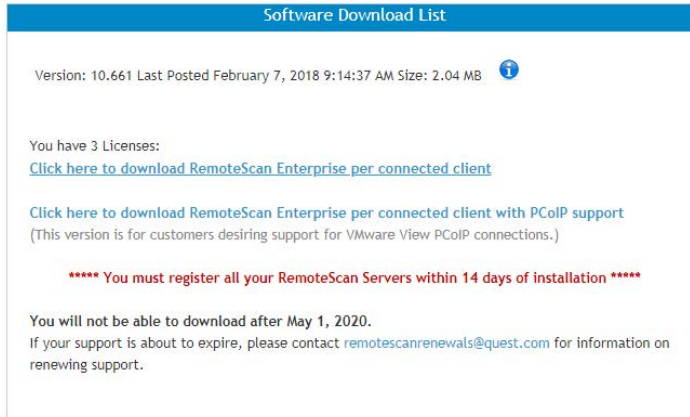 Software Download List
Version: 10.661 Last Posted February 7, 2018 9:14:37 AM Size: 2.04 MB
You have 3 Licenses:
Click here to download RemoteScan Enterprise per connected client
Click here to download RemoteScan Enterprise per connected client with PCoIP support
(This version is for customers desiring support for VMware View PCoIP connections.)
***** You must register all your RemoteScan Servers within 14 days of installation *****
You will not be able to download after May 1, 2020.
If your support is about to expire, please contact remotescanrenewals@quest.com for information on
renewing support.